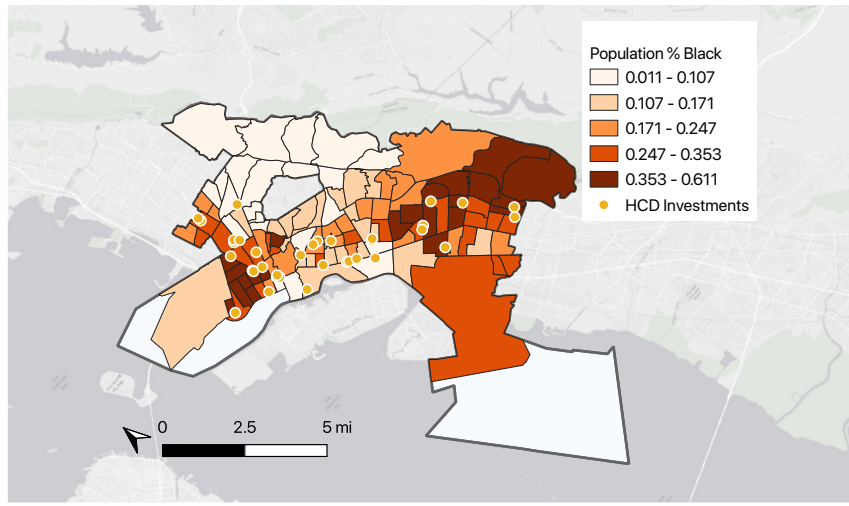 Population % Black
0.011 - 0.107
0.107 - 0.171
0.171 - 0.247
0.247 - 0.353
0.353 - 0.611
HCD Investments
0 2.5 5 mi